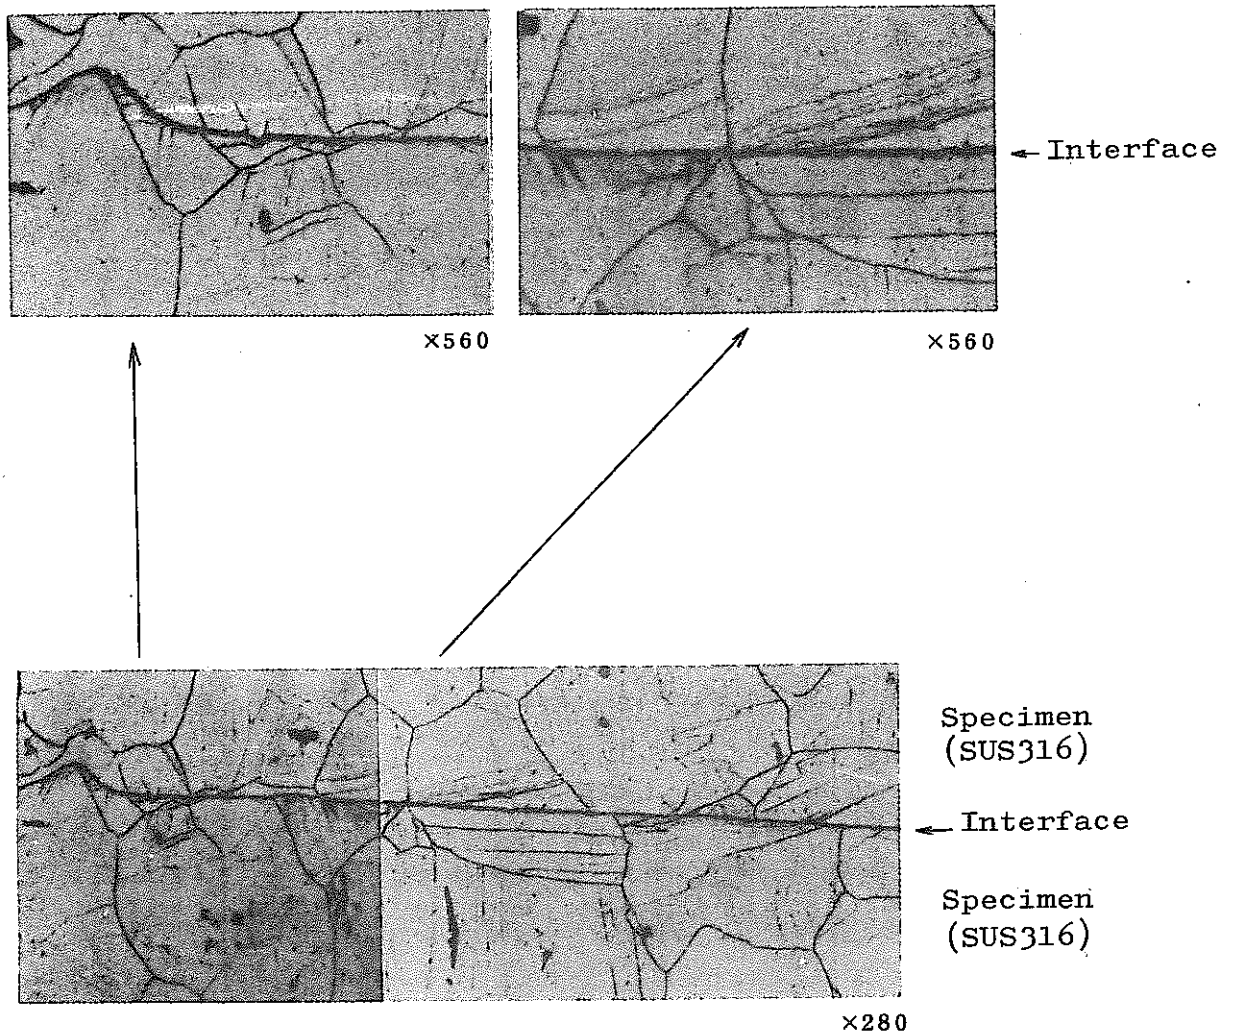 ← Interface
×560
×560
Specimen
(SUS316)
← Interface
Specimen
(SUS316)
×280